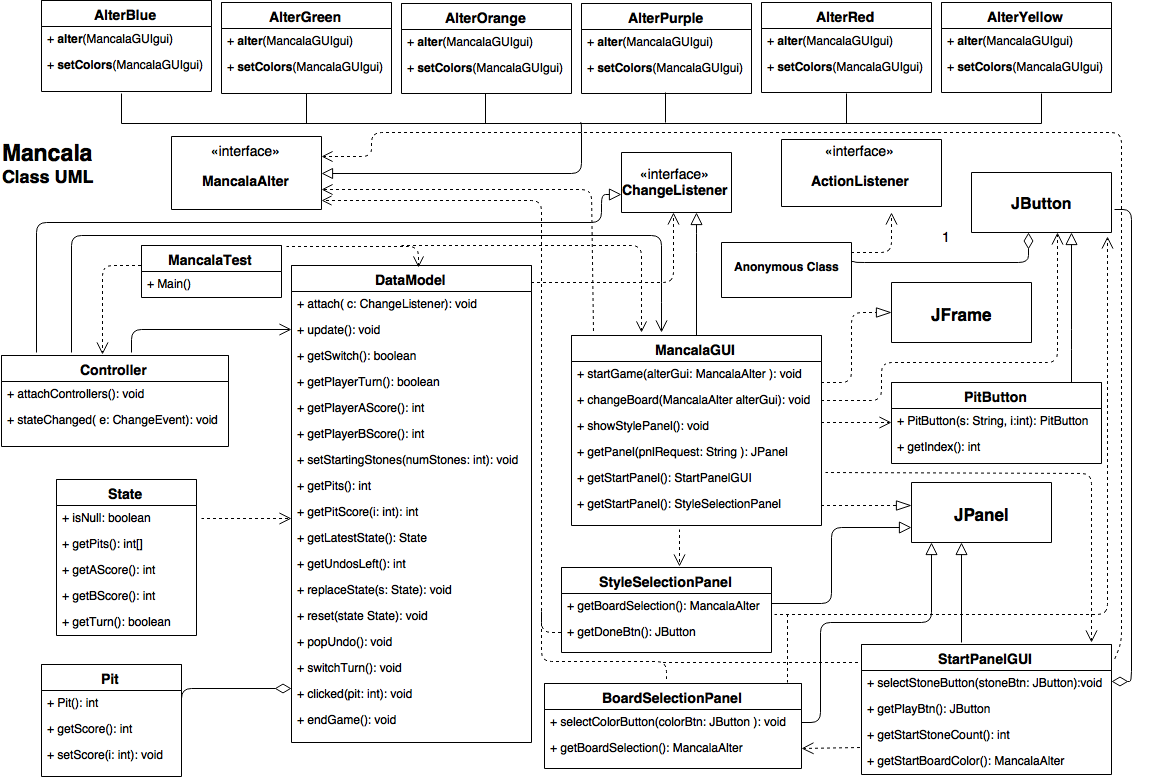 AlterBlue
+ alter(MancalaGUIgui)
+ setColors(MancalaGUIgui)
AlterGreen
+ alter(MancalaGUIgui)
+ setColors(MancalaGUIgui)
AlterOrange
+ alter(MancalaGUIgui)
+ setColors(MancalaGUIgui)
AlterPurple
+ alter(MancalaGUIgui)
+ setColors(MancalaGUIgui)
AlterRed
+ alter(MancalaGUIgui)
+ setColors(MancalaGUIgui)
AlterYellow
+ alter(MancalaGUIgui)
+ setColors(MancalaGUIgui)
Mancala
Class UML
«interface»
MancalaAlter
«interface»
ChangeListener
«interface»
ActionListener
JButton
1
Anonymous Class
MancalaTest
+ Main()
DataModel
+ attach( c: ChangeListener): void
+ update(): void
+ getSwitch(): boolean
+ getPlayerTurn(): boolean
+ getPlayerAScore(): int
+ getPlayerBScore(): int
+ setStartingStones(numStones: int): void
+ getPits(): int
+ getPitScore(i: int): int
+ getLatestState(): State
+ getUndosLeft(): int
+ replaceState(s: State): void
+ reset(state State): void
+ popUndo(): void
+ switchTurn(): void
+ clicked(pit: int): void
+ endGame(): void
JFrame
Controller
+ attachControllers(): void
+ stateChanged( e: ChangeEvent): void
MancalaGUI
+ startGame(alterGui: MancalaAlter ): void
+ changeBoard(MancalaAlter alterGui): void
+ showStylePanel(): void
+ getPanel(pnlRequest: String ): JPanel
+ getStartPanel(): StartPanelGUI
+ getStartPanel(): StyleSelectionPanel
PitButton
+ PitButton(s: String, i:int): PitButton
+ getIndex(): int
State
+ isNull: boolean
+ getPits(): int[]
+ getAScore(): int
+ getBScore(): int
+ getTurn(): boolean
JPanel
StyleSelectionPanel
+ getBoardSelection(): MancalaAlter
+ getDoneBtn(): JButton
Pit
+ Pit(): int
+ getScore(): int
+ setScore(i: int): void
BoardSelectionPanel
+ selectColorButton(colorBtn: JButton ): void
+ getBoardSelection(): MancalaAlter
StartPanelGUI
+ selectStoneButton(stoneBtn: JButton):void
+ getPlayBtn(): JButton
+ getStartStoneCount(): int
+ getStartBoardColor(): MancalaAlter